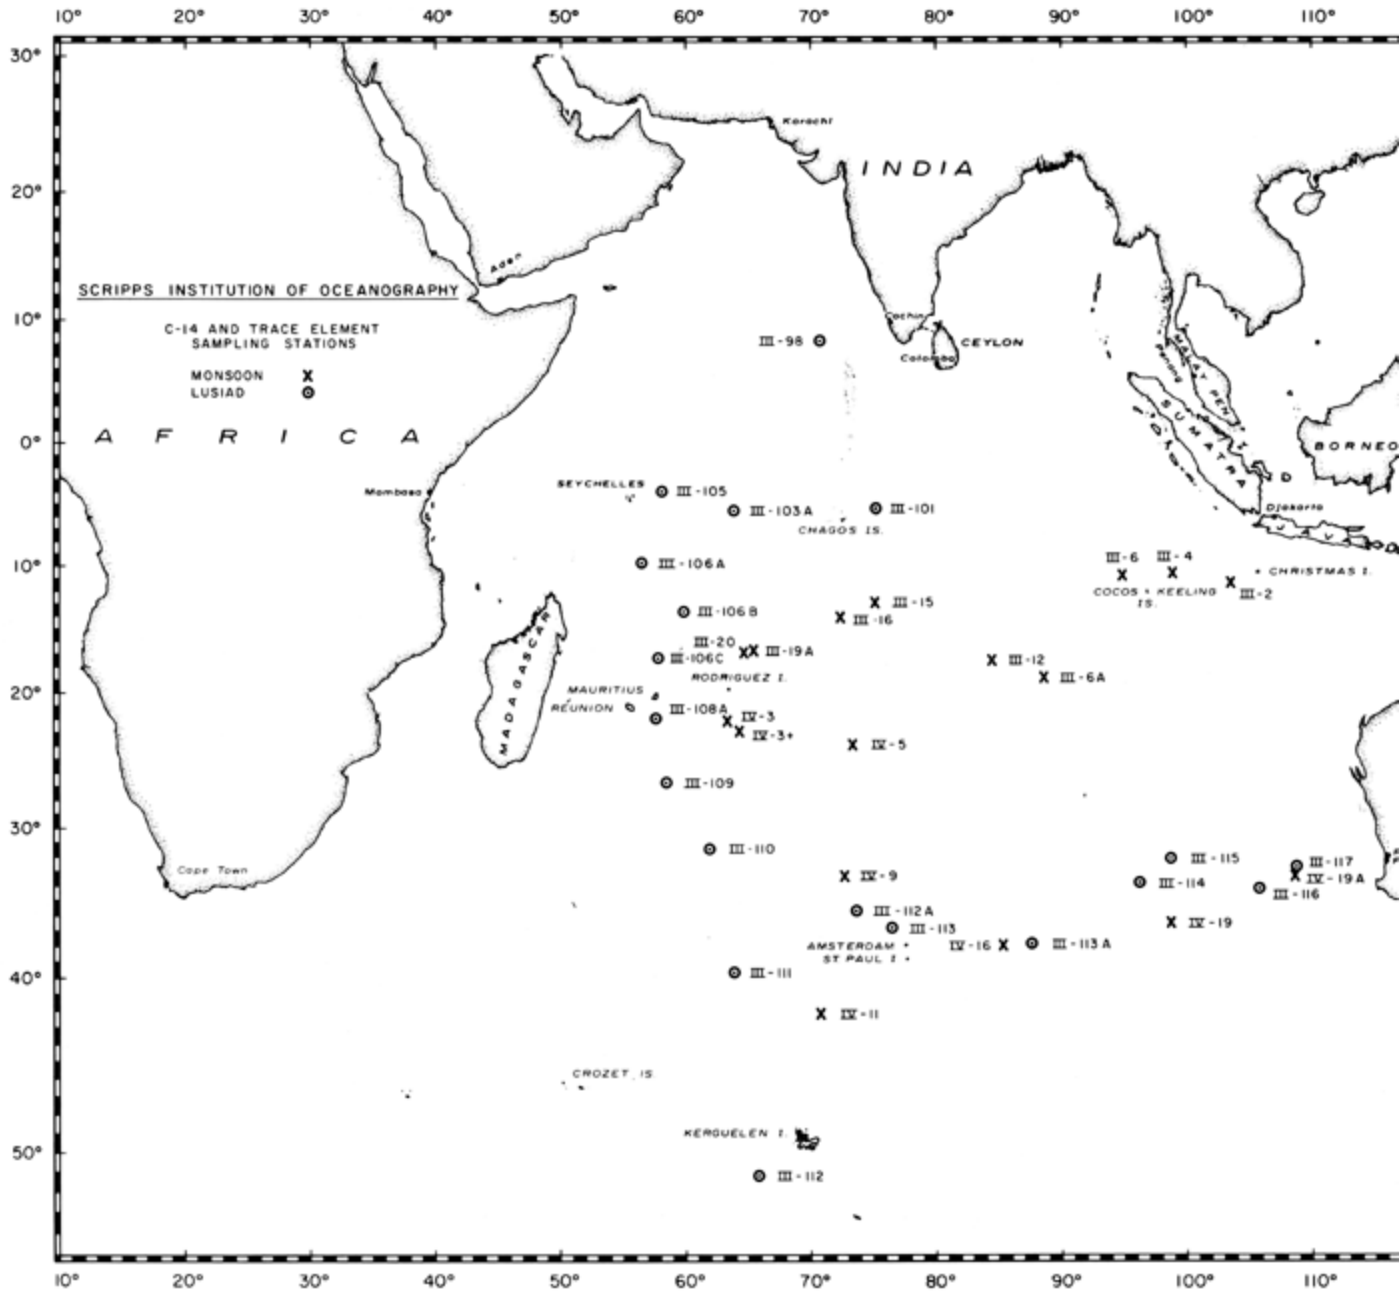 10° 20° 30° 40° 50° 60° 70° 80° 90° 100° 110°
30°
Karachi
INDIA
20°
Aden
SCRIPPS INSTITUTION OF OCEANOGRAPHY
10°
C-14 AND TRACE ELEMENT
SAMPLING STATIONS
Cochin
III-98
CEYLON
Colombo
MALAY PEN
Penang
MONSOON X
LUSIAD
SUMATRA
AFRICA
0°
BORNEO
Mombasa
SEYCHELLES
III-105
III-103A
III-101
CHAGOS IS.
Djakarta
JAVA
10°
III-106A
III-6
III-4
CHRISTMAS I.
COCOS - KEELING
IS.
III-2
III-15
III-16
III-106B
MADAGASCAR
III-20
III-19A
III-106C
III-12
RODRIGUEZ I.
III-6A
20°
MAURITIUS
RÉUNION
III-108A
IV-3
IV-3+
IV-5
III-109
30°
III-110
III-115
III-117
Cape Town
IV-9
IV-19A
III-114
III-116
III-112A
III-113
IV-19
AMSTERDAM +
ST PAUL I +
IV-16
III-113A
40°
III-111
IV-11
CROZET IS.
KERGUELEN I.
50°
III-112
10° 20° 30° 40° 50° 60° 70° 80° 90° 100° 110°